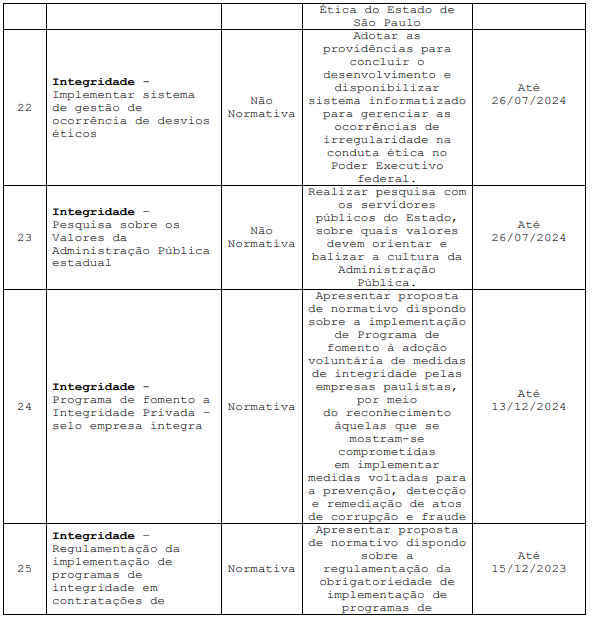 Ética do Estado de
São Paulo
22
Integridade –
Implementar sistema
de gestão de
ocorrência de desvios
éticos
Não
Normativa
Adotar as
providências para
concluir o
desenvolvimento e
disponibilizar
sistema informatizado
para gerenciar as
ocorrências de
irregularidade na
conduta ética no
Poder Executivo
federal.
Até
26/07/2024
23
Integridade –
Pesquisa sobre os
Valores da
Administração Pública
estadual
Não
Normativa
Realizar pesquisa com
os servidores
públicos do Estado,
sobre quais valores
devem orientar e
balizar a cultura da
Administração
Pública.
Até
26/07/2024
24
Integridade –
Programa de fomento a
Integridade Privada –
selo empresa íntegra
Normativa
Apresentar proposta
de normativo dispondo
sobre a implementação
de Programa de
fomento à adoção
voluntária de medidas
de integridade pelas
empresas paulistas,
por meio
do reconhecimento
àquelas que se
mostram-se
comprometidas
em implementar
medidas voltadas para
a prevenção, detecção
e remediação de atos
de corrupção e fraude
Até
13/12/2024
25
Integridade –
Regulamentação da
implementação de
programas de
integridade em
contratações de
Normativa
Apresentar proposta
de normativo dispondo
sobre a
regulamentação da
obrigatoriedade de
implementação de
programas de
Até
15/12/2023